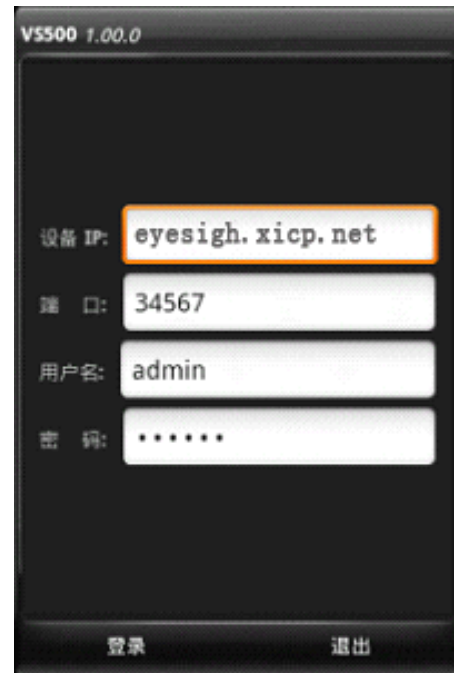 VS500 1.00.0
设备 IP: eyesigh.xicp.net
端 口: 34567
用户名: admin
密 码: ••••••
登录 退出